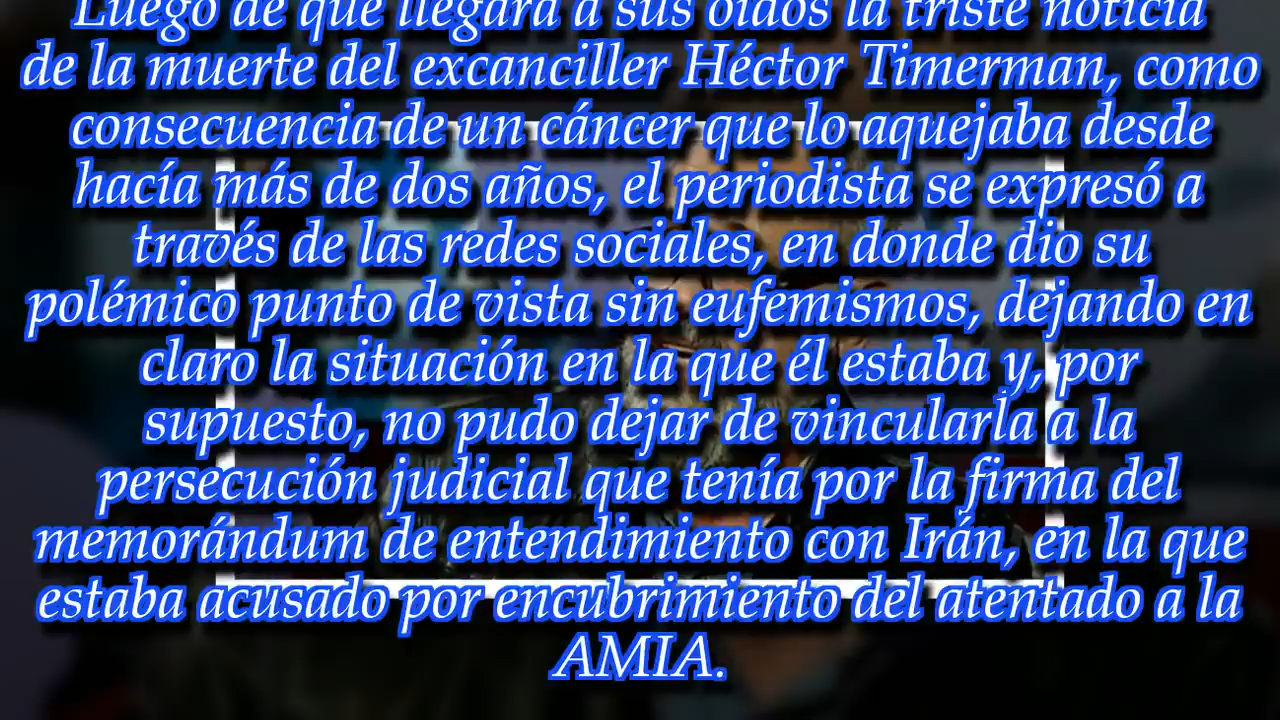 Luego de que llegara a sus oídos la triste noticia
de la muerte del excanciller Héctor Timerman, como
consecuencia de un cáncer que lo aquejaba desde
hacía más de dos años, el periodista se expresó a
través de las redes sociales, en donde dio su
polémico punto de vista sin eufemismos, dejando en
claro la situación en la que él estaba y, por
supuesto, no pudo dejar de vincularla a la
persecución judicial que tenía por la firma del
memorándum de entendimiento con Irán, en la que
estaba acusado por encubrimiento del atentado a la
AMIA.